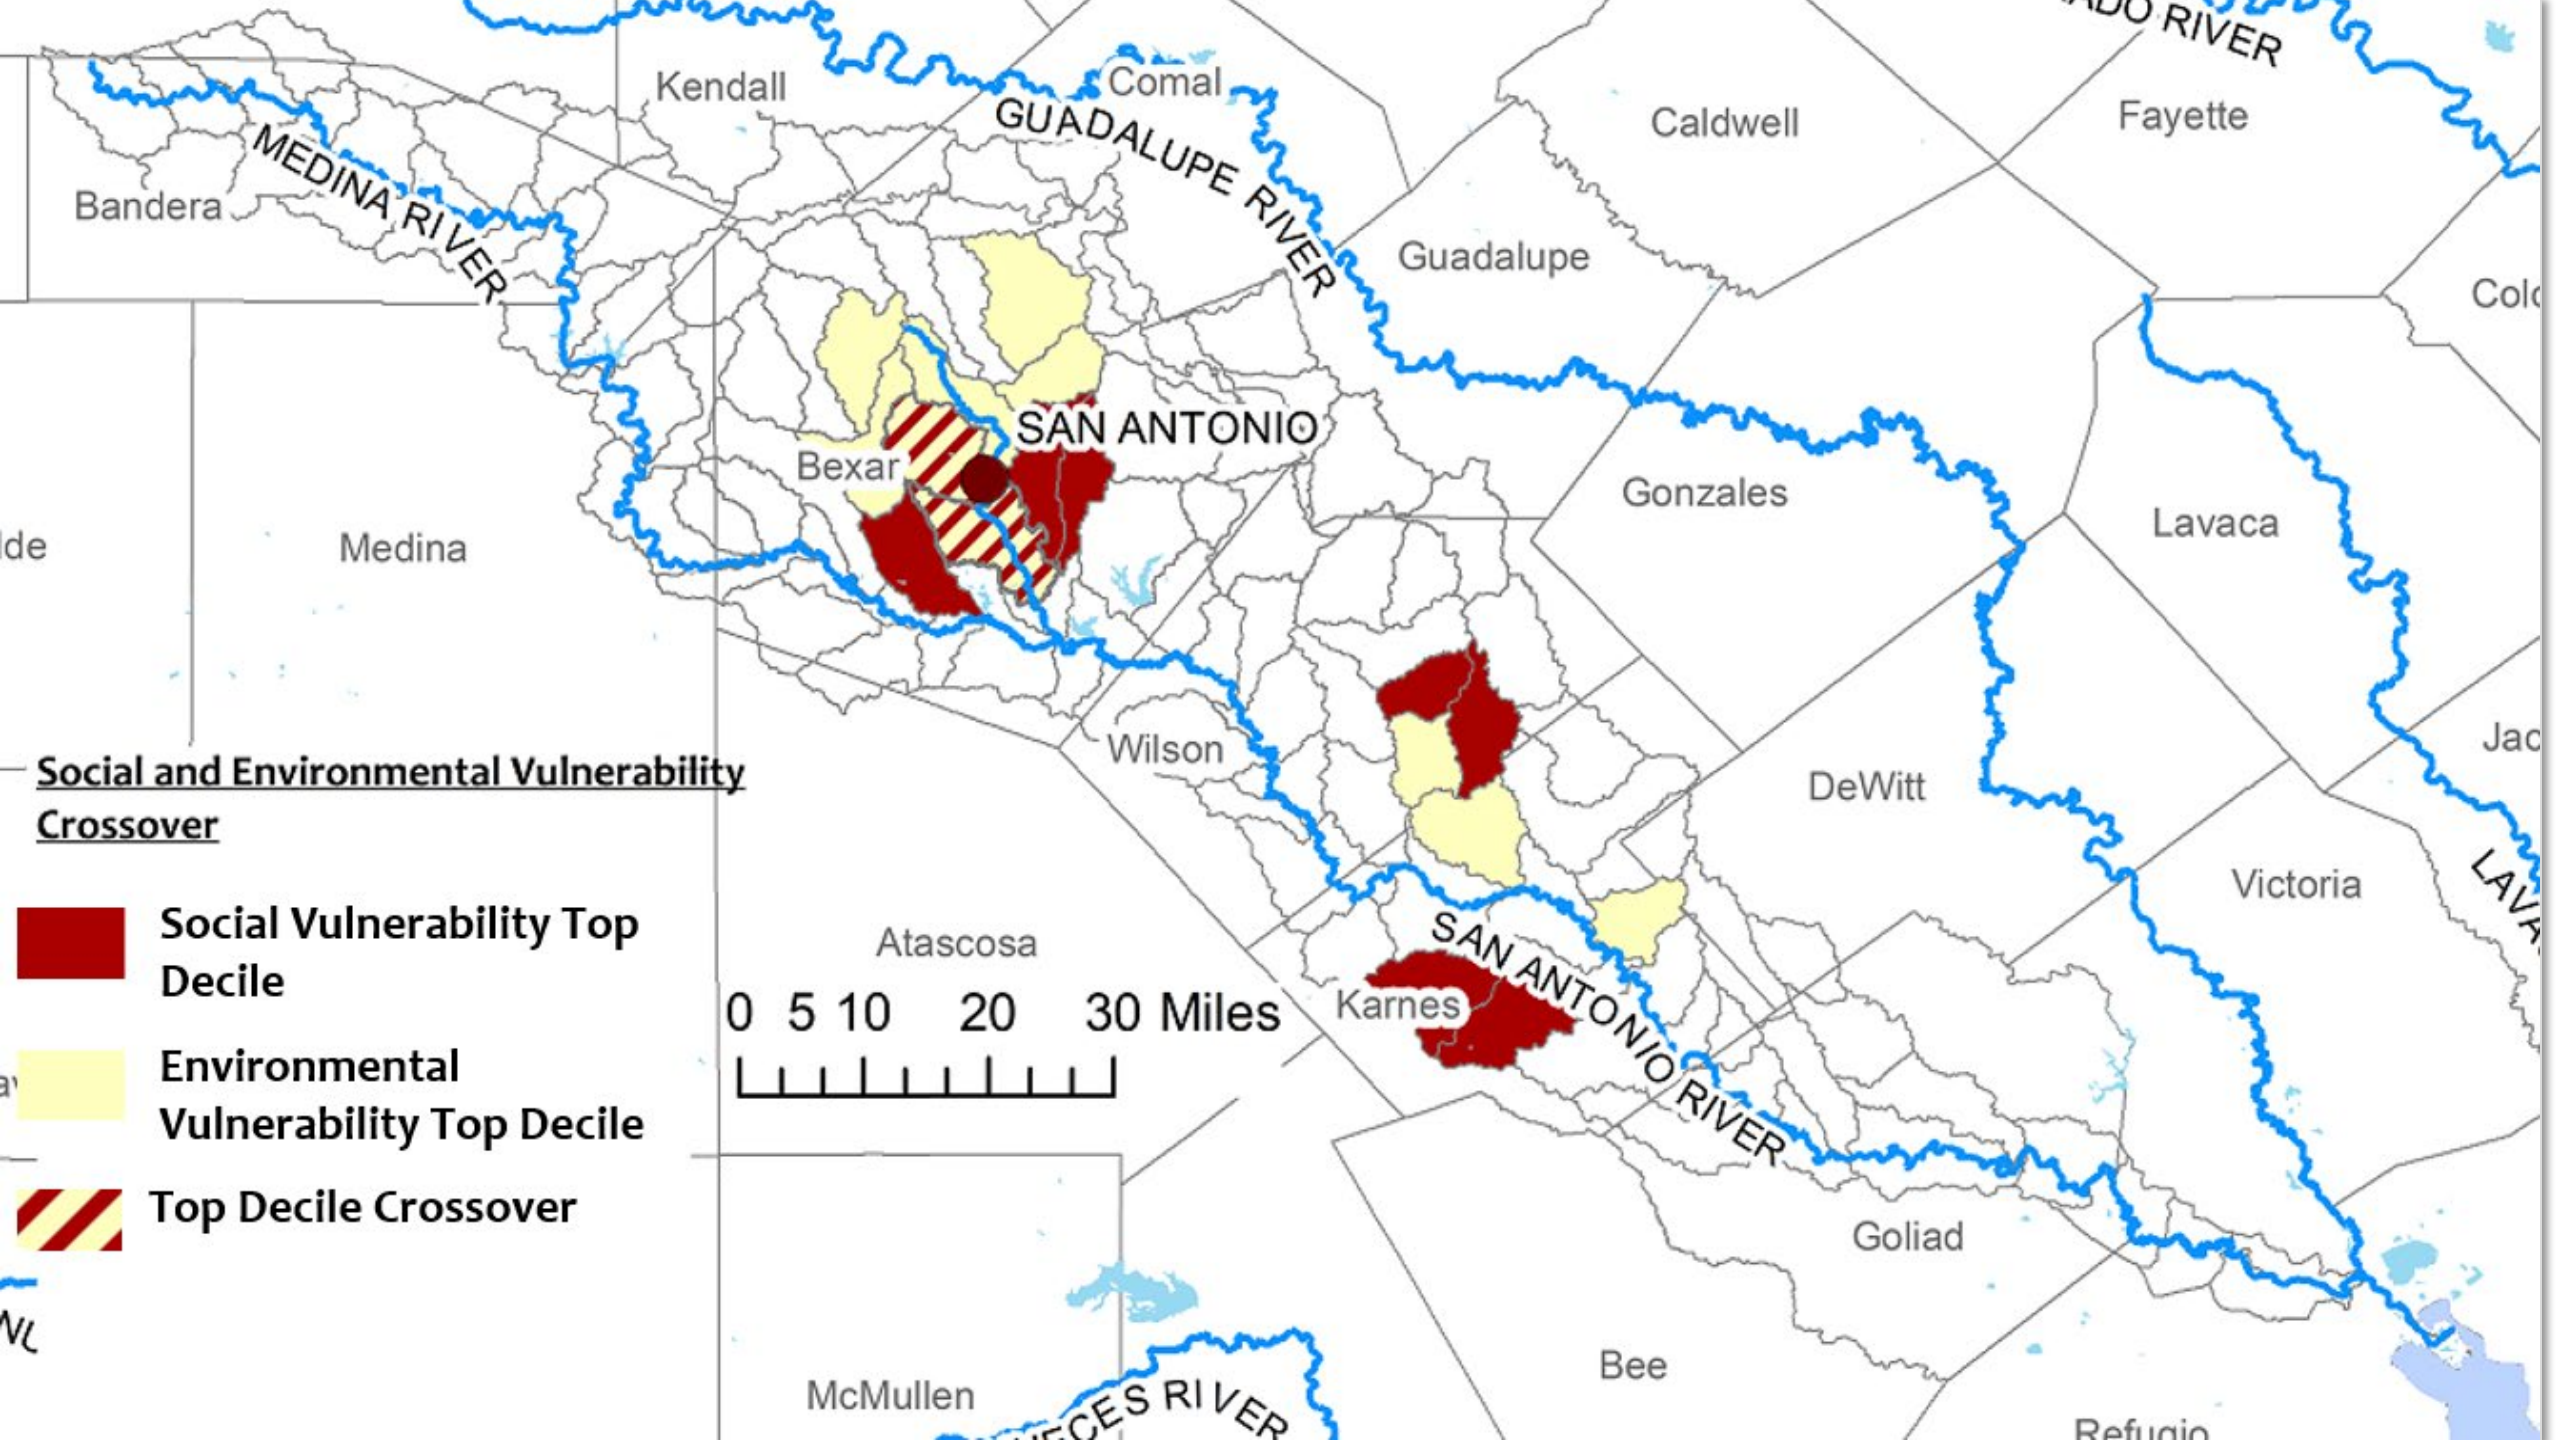 RIVER
Kendall
Comal
GUADALUPE RIVER
Caldwell
Fayette
MEDINA RIVER
Bandera
Guadalupe
SAN ANTONIO
Bexar
Gonzales
Lavaca
Medina
Wilson
Social and Environmental Vulnerability
Crossover
DeWitt
Victoria
Social Vulnerability Top
Decile
Atascosa
SAN ANTONIO RIVER
Karnes
0 5 10 20 30 Miles
Environmental
Vulnerability Top Decile
Top Decile Crossover
Goliad
Bee
McMullen
RIVER
Refugio